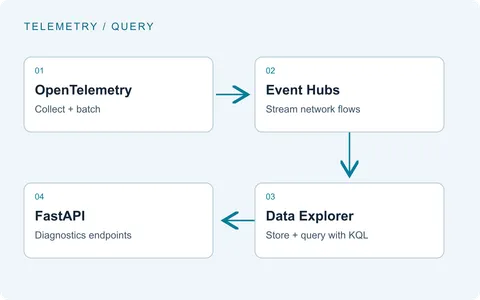 TELEMETRY / QUERY
01
OpenTelemetry
Collect + batch
02
Event Hubs
Stream network flows
03
Data Explorer
Store + query with KQL
04
FastAPI
Diagnostics endpoints